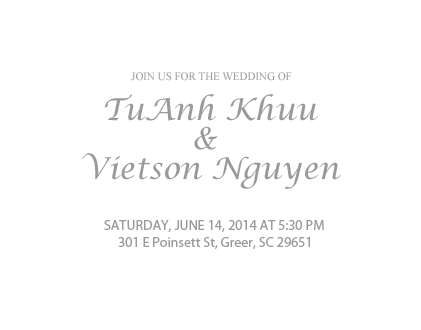 JOIN US FOR THE WEDDING OF
TuAnh Khuu
&
Vietson Nguyen
SATURDAY, JUNE 14, 2014 AT 5:30 PM
301 E Poinsett St, Greer, SC 29651